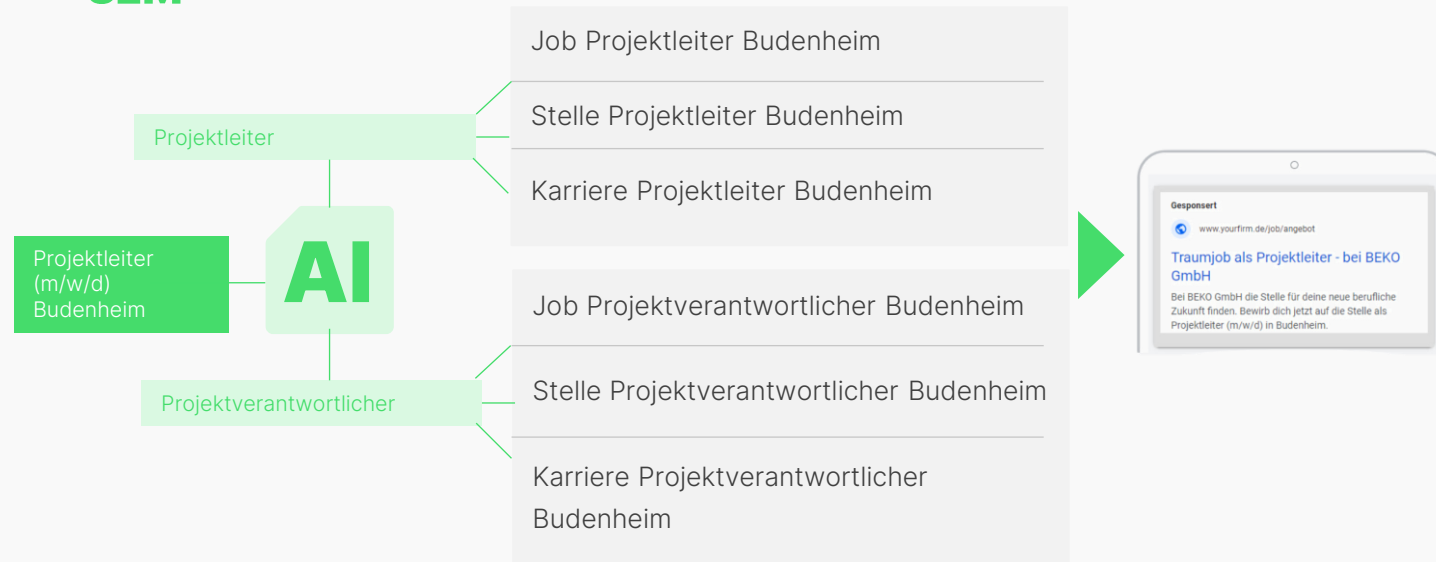 SEM
Job Projektleiter Budenheim
Stelle Projektleiter Budenheim
Karriere Projektleiter Budenheim
Projektleiter
AI
Projektleiter
(m/w/d)
Budenheim
Projektverantwortlicher
Job Projektverantwortlicher Budenheim
Stelle Projektverantwortlicher Budenheim
Karriere Projektverantwortlicher
Budenheim
Gesponsert
www.yourfirm.de/job/angebot
Traumjob als Projektleiter - bei BEKO
GmbH
Bei BEKO GmbH die Stelle für deine neue berufliche
Zukunft finden. Bewirb dich jetzt auf die Stelle als
Projektleiter (m/w/d) in Budenheim.